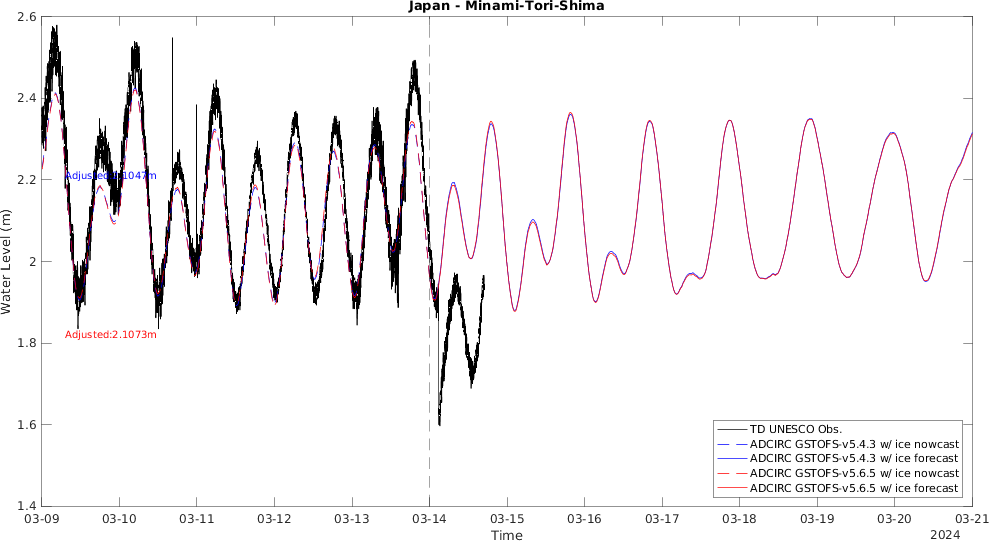 Japan - Minami-Tori-Shima
Water Level (m)
2.6
2.4
2.2
2
1.8
1.6
1.4
Adjusted:2.1047m
Adjusted:2.1073m
TD UNESCO Obs.
ADCIRC GSTOFS-v5.4.3 w/ ice nowcast
ADCIRC GSTOFS-v5.4.3 w/ ice forecast
ADCIRC GSTOFS-v5.6.5 w/ ice nowcast
ADCIRC GSTOFS-v5.6.5 w/ ice forecast
03-09 03-10 03-11 03-12 03-13 03-14 03-15 03-16 03-17 03-18 03-19 03-20 03-21
Time
2024